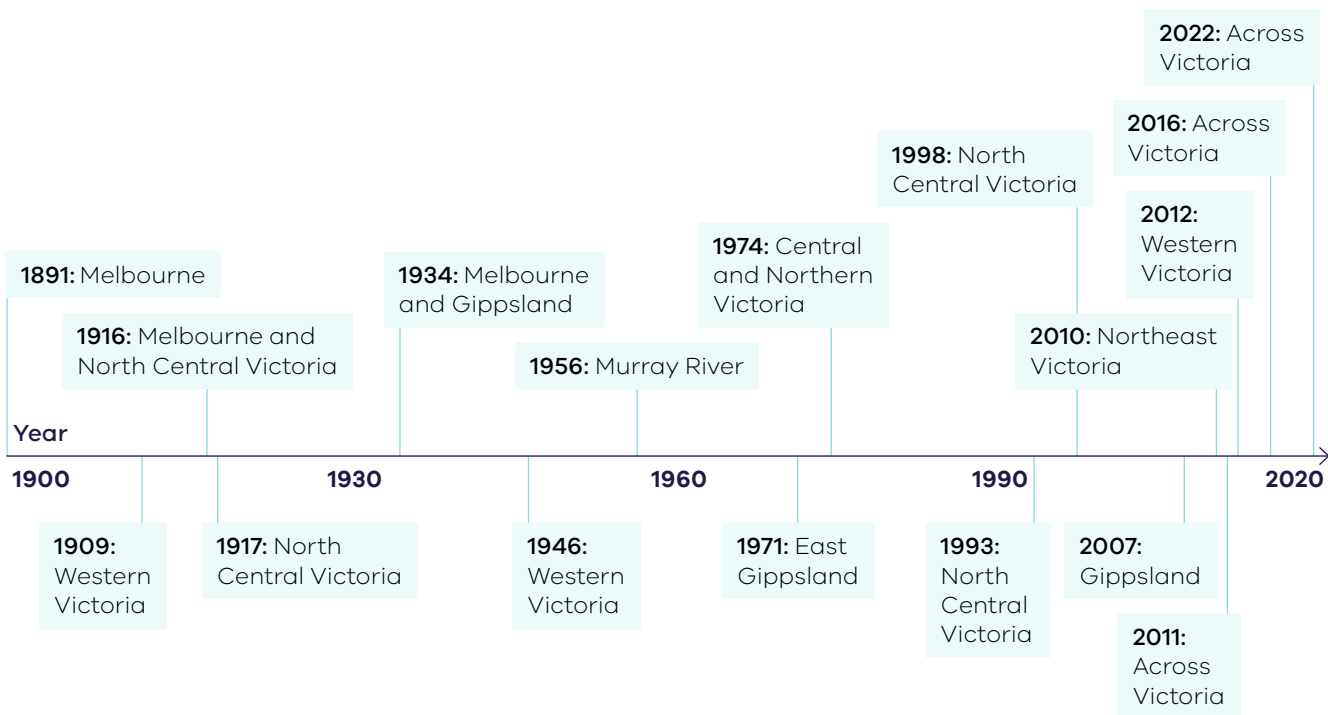 2022: Across
Victoria
2016: Across
Victoria
1998: North
Central Victoria
2012:
Western
Victoria
1974: Central
and Northern
Victoria
1891: Melbourne
1934: Melbourne
and Gippsland
1916: Melbourne and
North Central Victoria
2010: Northeast
Victoria
1956: Murray River
Year
1900
1930
1960
1990
2020
1909:
Western
Victoria
1917: North
Central Victoria
1946:
Western
Victoria
1971: East
Gippsland
1993:
North
Central
Victoria
2007:
Gippsland
2011:
Across
Victoria